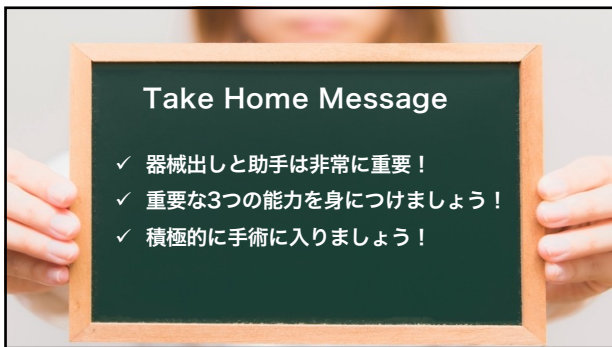 Take Home Message
✓ 器械出しと助手は非常に重要！
✓ 重要な3つの能力を身につけましょう！
✓ 積極的に手術に入りましょう！